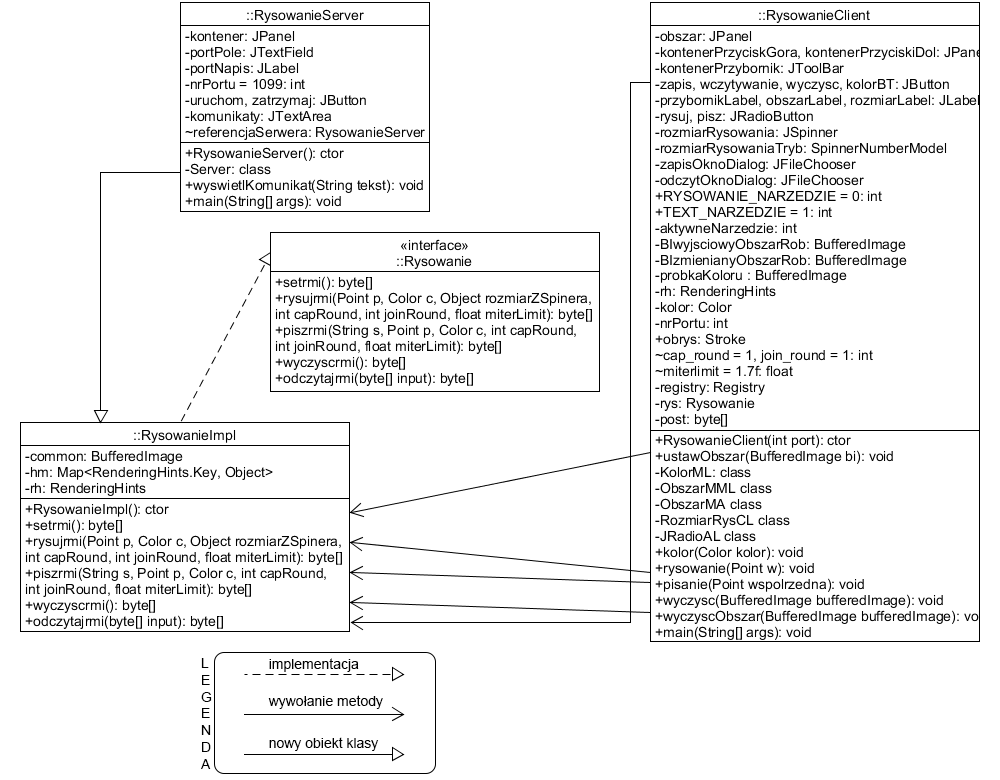 ::RysowanieServer
-kontener: JPanel
-portPole: JTextField
-portNapis: JLabel
-nrPortu = 1099: int
-uruchom, zatrzymaj: JButton
-komunikaty: JTextArea
~referencjaSerwera: RysowanieServer
+RysowanieServer(): ctor
-Server: class
+wyswietlKomunikat(String tekst): void
+main(String[] args): void
«interface»
::Rysowanie
+setrmi(): byte[]
+rysujrmi(Point p, Color c, Object rozmiarZSpinera,
int capRound, int joinRound, float miterLimit): byte[]
+piszrmi(String s, Point p, Color c, int capRound,
int joinRound, float miterLimit): byte[]
+wyczyscrmi(): byte[]
+odczytajrmi(byte[] input): byte[]
::RysowanieImpl
-common: BufferedImage
-hm: Map<RenderingHints.Key, Object>
-rh: RenderingHints
+RysowanieImpl(): ctor
+setrmi(): byte[]
+rysujrmi(Point p, Color c, Object rozmiarZSpinera,
int capRound, int joinRound, float miterLimit): byte[]
+piszrmi(String s, Point p, Color c, int capRound,
int joinRound, float miterLimit): byte[]
+wyczyscrmi(): byte[]
+odczytajrmi(byte[] input): byte[]
::RysowanieClient
-obszar: JPanel
-kontenerPrzyciskGora, kontenerPrzyciskiDol: JPane
-kontenerPrzybornik: JToolBar
-zapis, wczytywanie, wyczysc, kolorBT: JButton
-przybornikLabel, obszarLabel, rozmiarLabel: JLabel
-rysuj, pisz: JRadioButton
-rozmiarRysowania: JSpinner
-rozmiarRysowaniaTryb: SpinnerNumberModel
-zapisOknoDialog: JFileChooser
-odczytOknoDialog: JFileChooser
+RYSOWANIE_NARZEDZIE = 0: int
+TEXT_NARZEDZIE = 1: int
-aktywneNarzedzie: int
-BIwyjsciowyObszarRob: BufferedImage
-BIzmienianyObszarRob: BufferedImage
-probkaKoloru : BufferedImage
-rh: RenderingHints
-kolor: Color
-nrPortu: int
+obrys: Stroke
~cap_round = 1, join_round = 1: int
~miterlimit = 1.7f: float
-registry: Registry
-rys: Rysowanie
-post: byte[]
+RysowanieClient(int port): ctor
+ustawObszar(BufferedImage bi): void
-KolorML: class
-ObszarMML class
-ObszarMA class
-RozmiarRysCL class
-JRadioAL class
+kolor(Color kolor): void
+rysowanie(Point w): void
+pisanie(Point wspolrzedna): void
+wyczysc(BufferedImage bufferedImage): void
+wyczyscObszar(BufferedImage bufferedImage): vo
+main(String[] args): void
LEGENDA
implementacja
wywołanie metody
nowy obiekt klasy